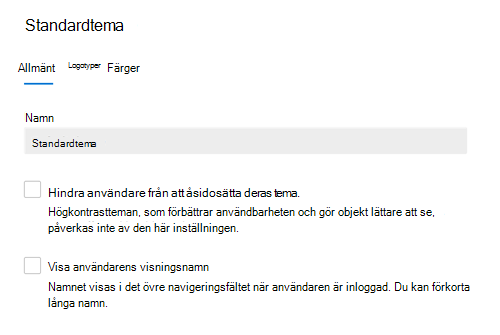 Standardtema
Allmänt Logotyper Färger
Namn
Standardtema
Hindra användare från att åsidosätta deras tema.
Högkontrastteman, som förbättrar användbarheten och gör objekt lättare att se,
påverkas inte av den här inställningen.
Visa användarens visningsnamn
Namnet visas i det övre navigeringsfältet när användaren är inloggad. Du kan förkorta
långa namn.